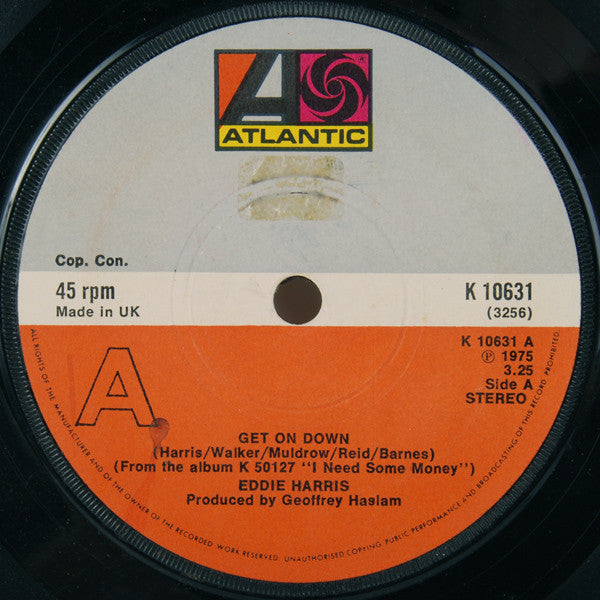 ATLANTIC
Cop. Con.
45 rpm
Made in UK
K 10631
(3256)
K 10631 A
℗ 1975
3.25
Side A
STEREO
A
GET ON DOWN
(Harris/Walker/Muldrow/Reid/Barnes)
(From the album K 50127 "I Need Some Money")
EDDIE HARRIS
Produced by Geoffrey Haslam
ALL RIGHTS OF THE MANUFACTURER AND OF THE OWNER OF THE RECORDED WORK RESERVED. UNAUTHORISED COPYING PUBLIC PERFORMANCE AND BROADCASTING OF THIS RECORD PROHIBITED.